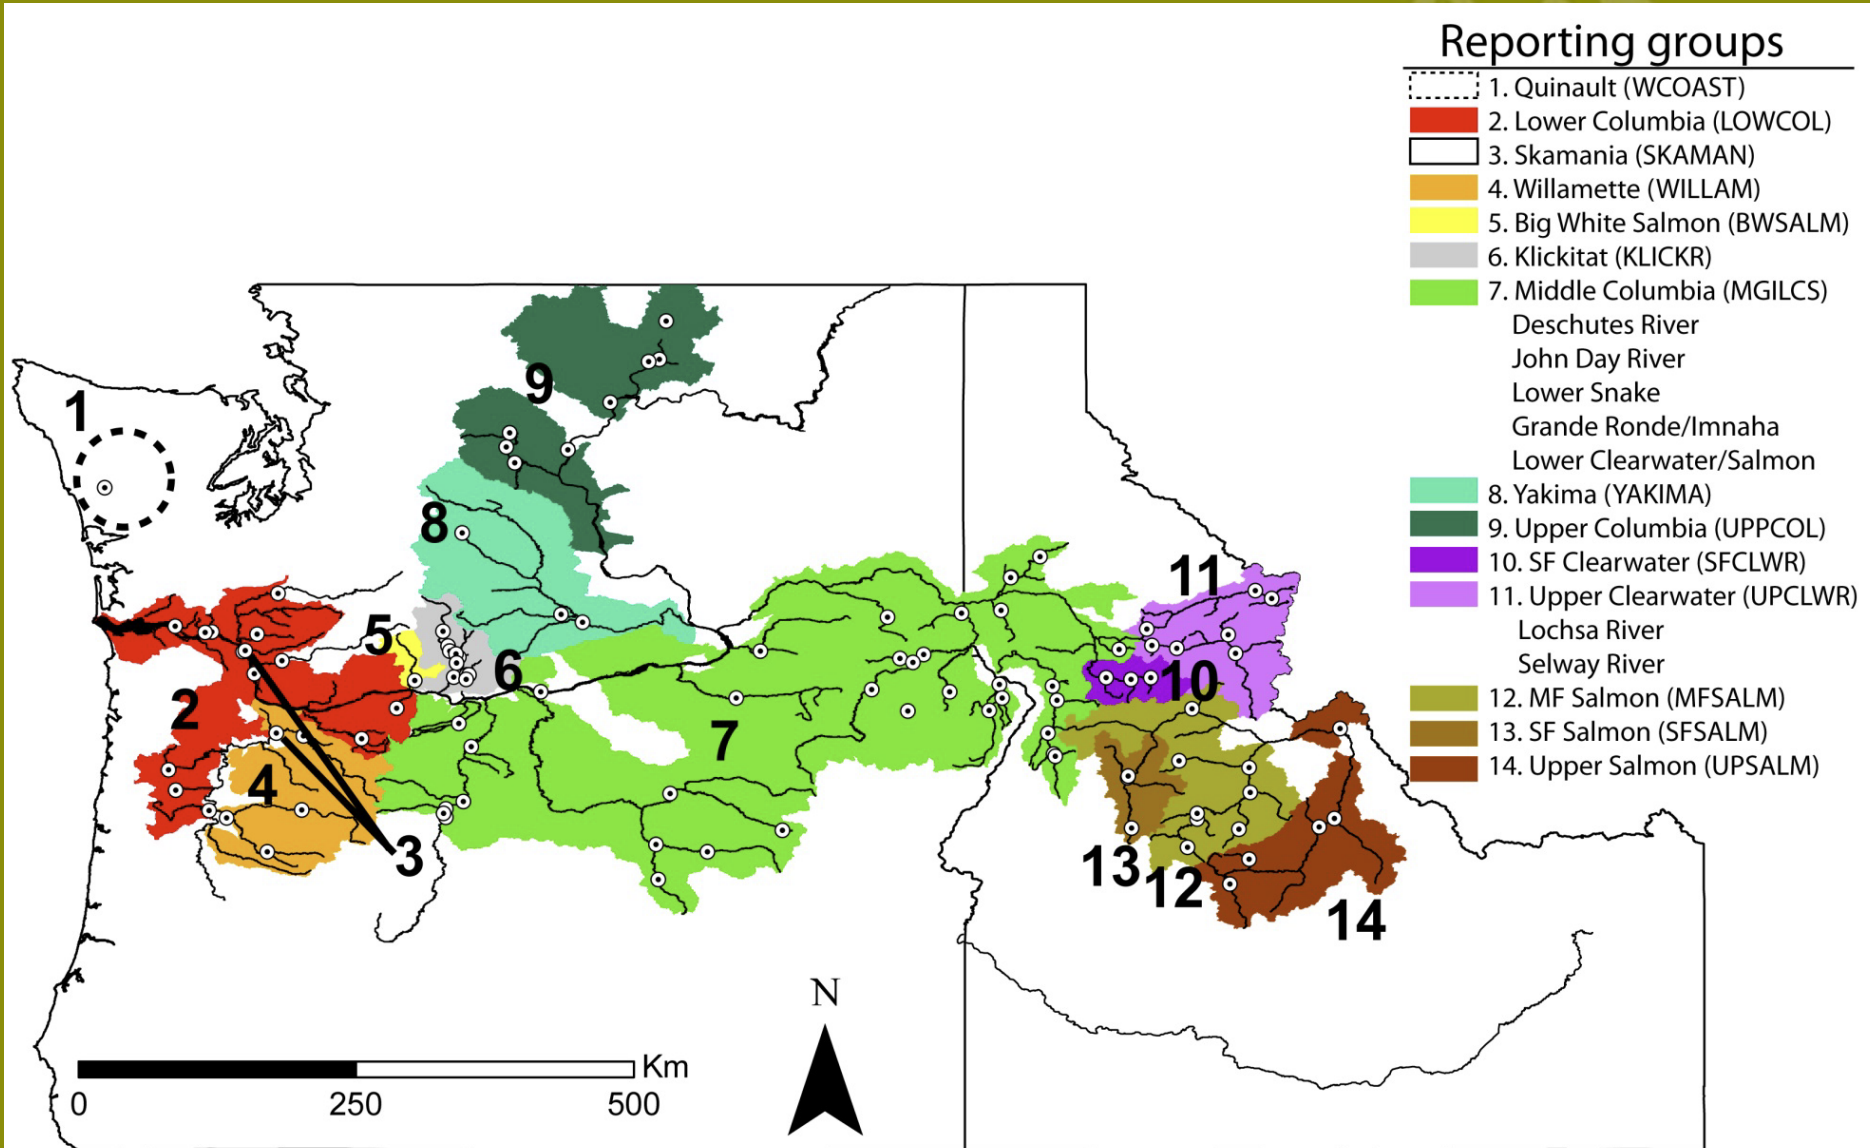 Reporting groups
1. Quinault (WCOAST)
2. Lower Columbia (LOWCOL)
3. Skamania (SKAMAN)
4. Willamette (WILLAM)
5. Big White Salmon (BWSALM)
6. Klickitat (KLICKR)
7. Middle Columbia (MGILCS)
Deschutes River
John Day River
Lower Snake
Grande Ronde/Imnaha
Lower Clearwater/Salmon
8. Yakima (YAKIMA)
9. Upper Columbia (UPPCOL)
10. SF Clearwater (SFCLWR)
11. Upper Clearwater (UPCLWR)
Lochsa River
Selway River
12. MF Salmon (MFSALM)
13. SF Salmon (SFSALM)
14. Upper Salmon (UPSALM)
1
9
8
11
5
6
10
2
7
4
3
13
12
14
N
Km
0 250 500